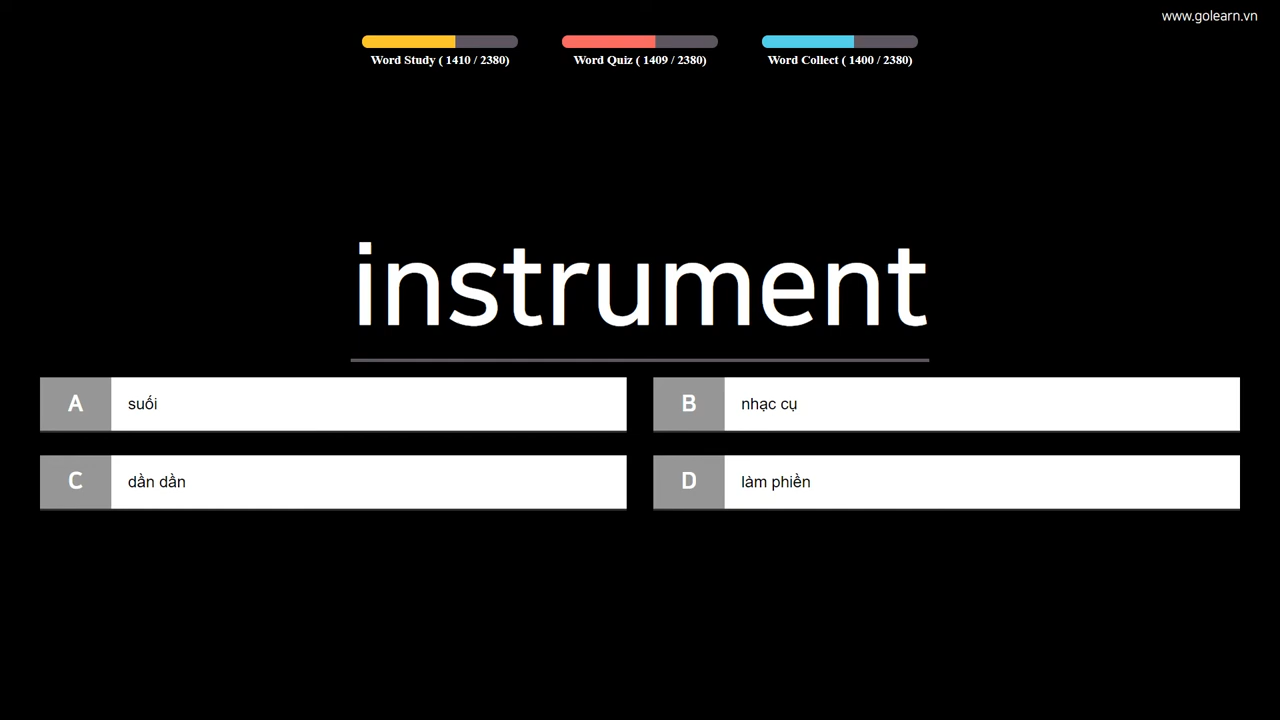 www.golearn.vn
Word Study ( 1410 / 2380)
Word Quiz ( 1409 / 2380)
Word Collect ( 1400 / 2380)
instrument
A suối
B nhạc cụ
C dần dần
D làm phiền